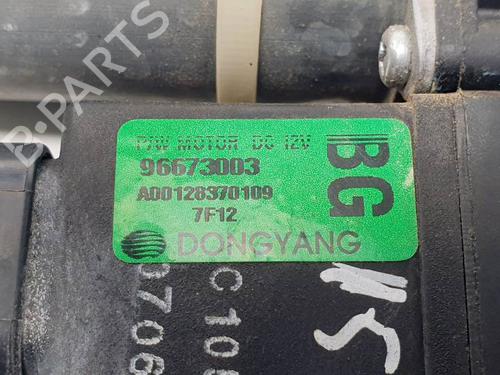 P/W MOTOR DC 12V
96673003
A00128370109
7F12
DONGYANG
BG
B-PARTS